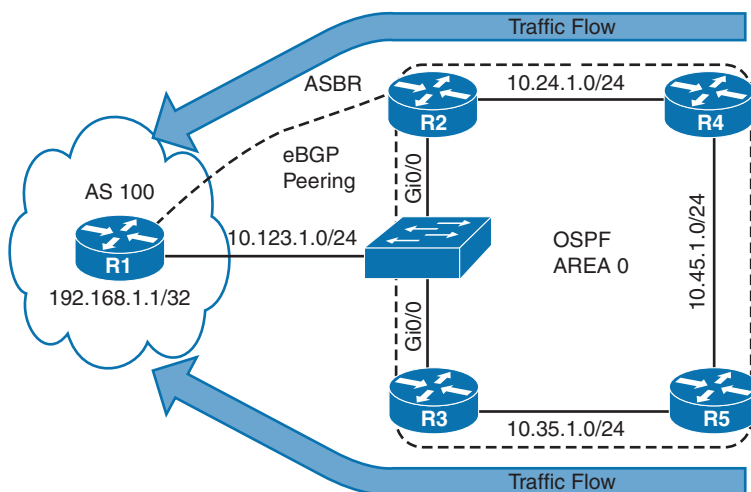 Traffic Flow
ASBR
10.24.1.0/24
R2
R4
eBGP
Peering
Gi0/0
AS 100
10.123.1.0/24
R1
192.168.1.1/32
OSPF
AREA 0
10.45.1.0/24
Gi0/0
R3
R5
10.35.1.0/24
Traffic Flow